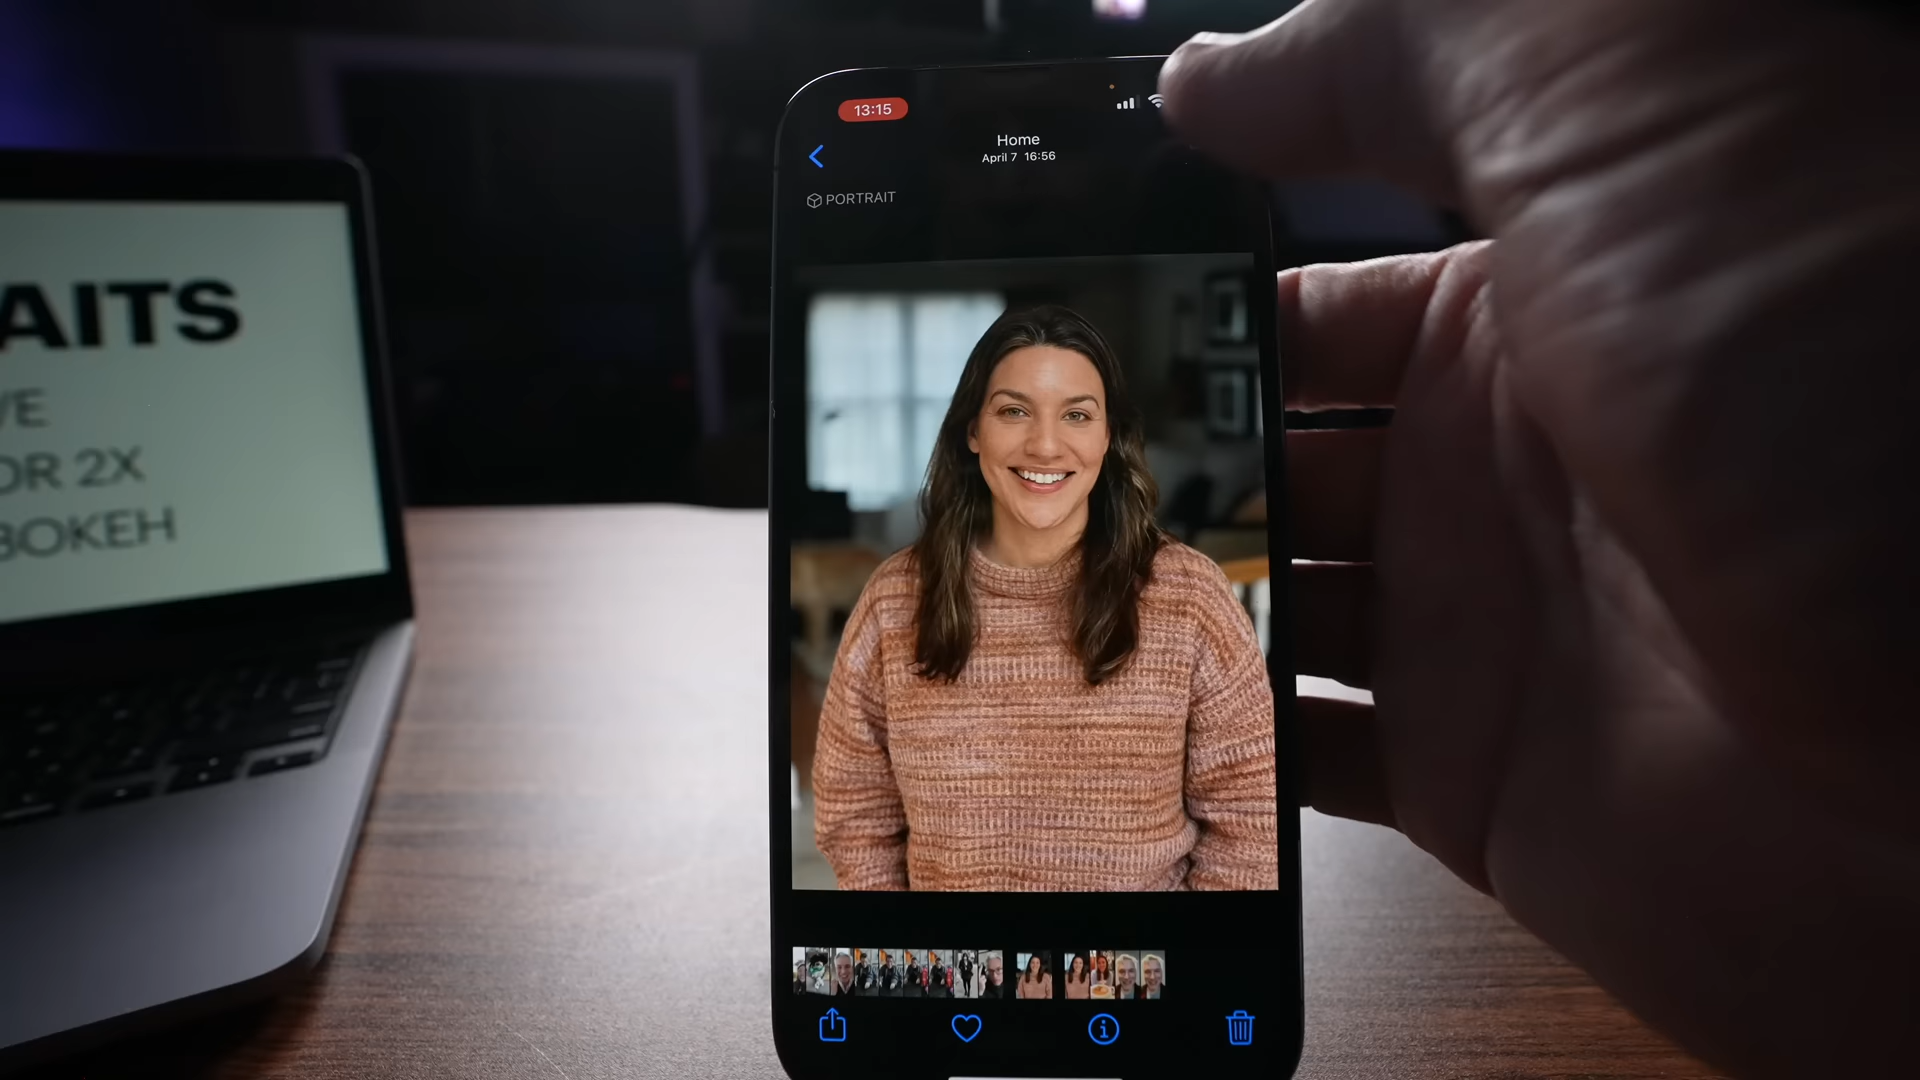 AITS
VE
OR 2X
BOKEH
13:15
Home
April 7 16:56
PORTRAIT